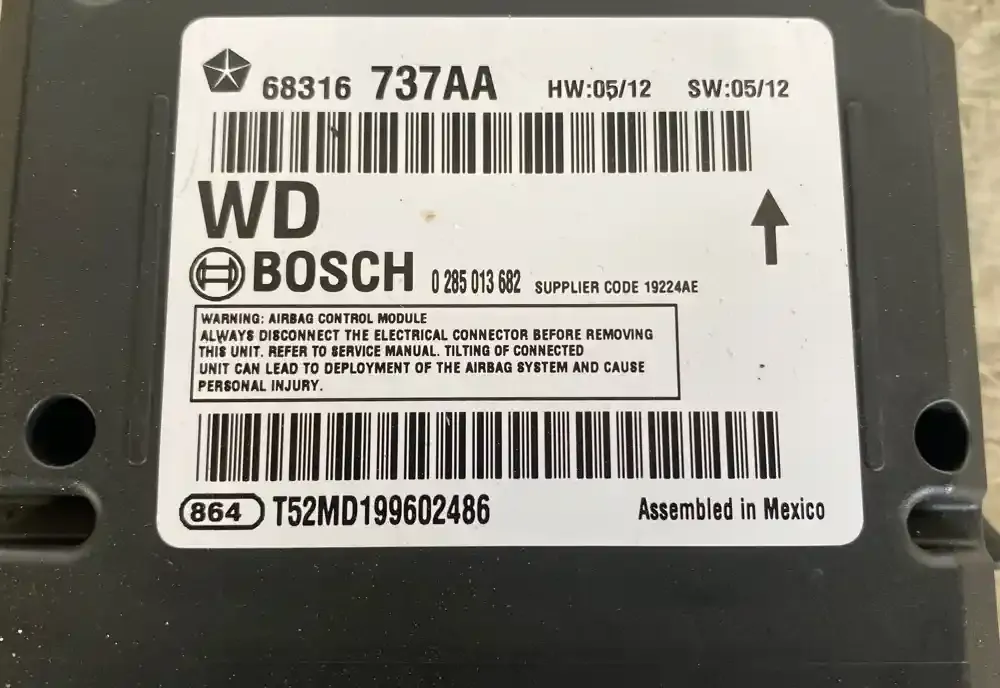 68316 737AA HW:05/12 SW:05/12
WD
BOSCH 0 285 013 682 SUPPLIER CODE 19224AE
WARNING: AIRBAG CONTROL MODULE
ALWAYS DISCONNECT THE ELECTRICAL CONNECTOR BEFORE REMOVING
THIS UNIT. REFER TO SERVICE MANUAL. TILTING OF CONNECTED
UNIT CAN LEAD TO DEPLOYMENT OF THE AIRBAG SYSTEM AND CAUSE
PERSONAL INJURY.
864 T52MD199602486 Assembled in Mexico